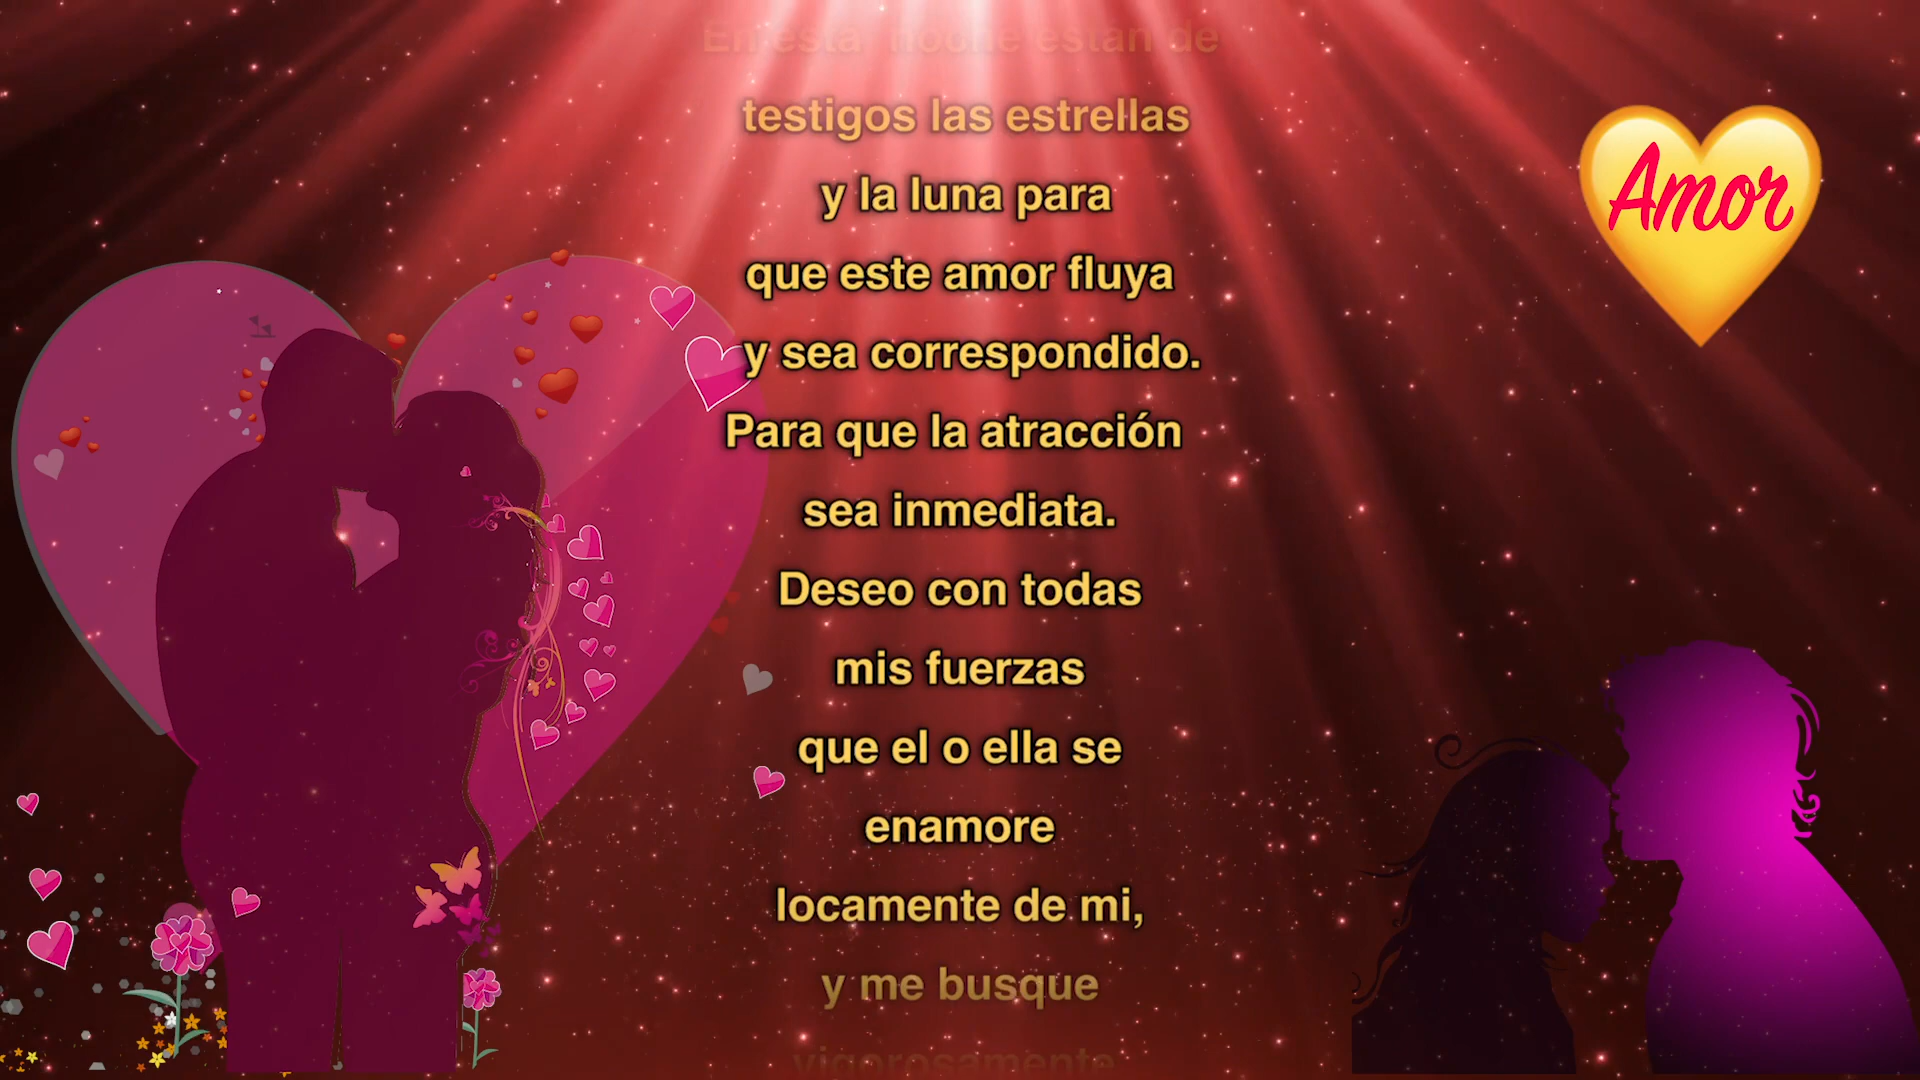 En esta noche estan de
testigos las estrellas
y la luna para
que este amor fluya
y sea correspondido.
Para que la atracción
sea inmediata.
Deseo con todas
mis fuerzas
que el o ella se
enamore
locamente de mi,
y me busque
vigorosamente
Amor